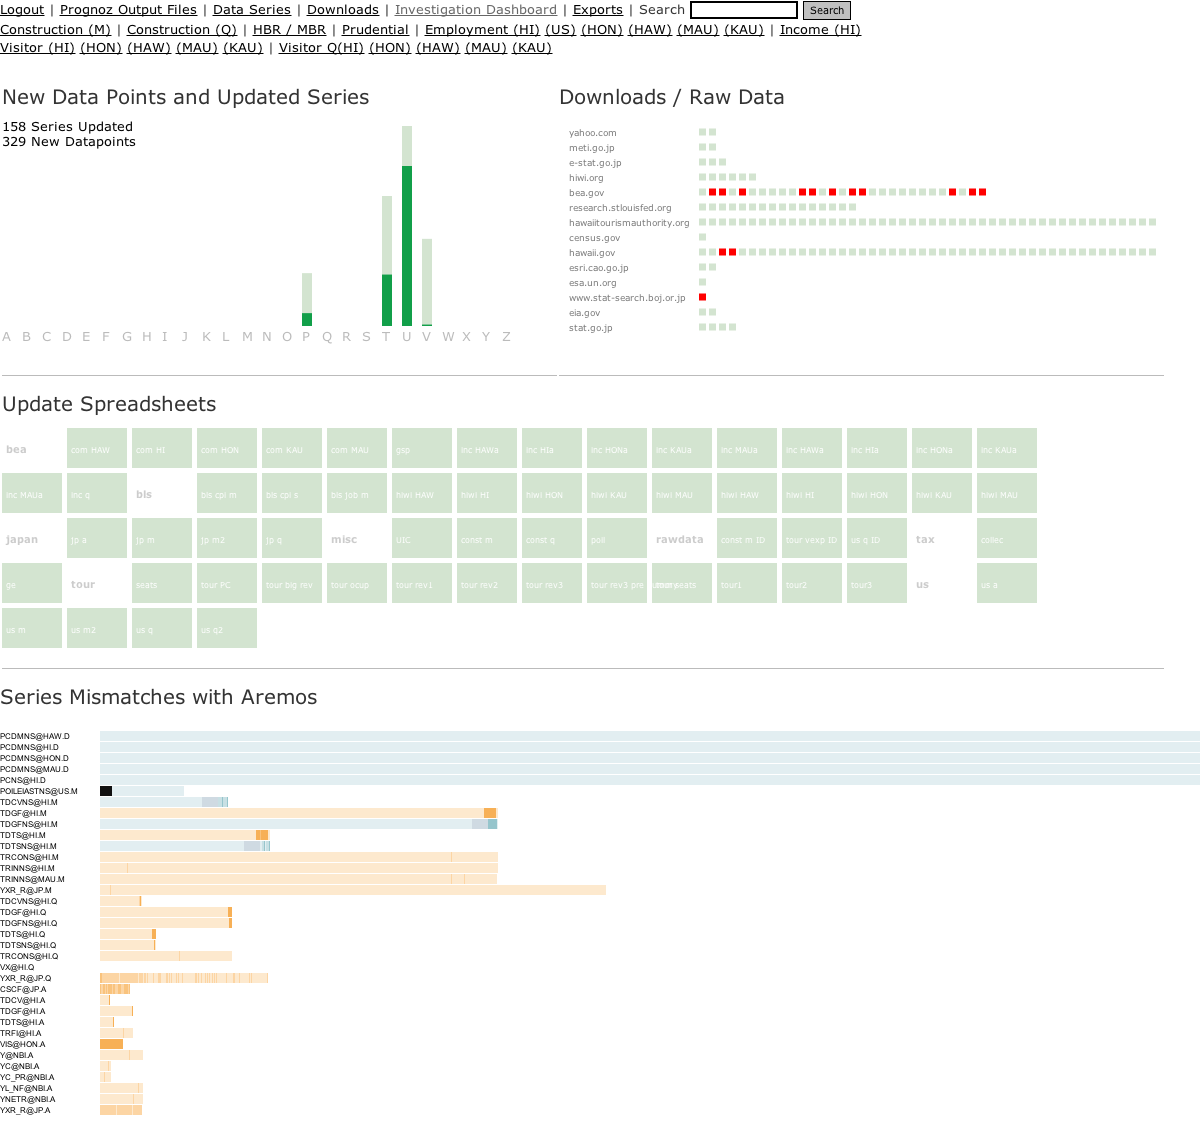 Logout | Prognoz Output Files | Data Series | Downloads | Investigation Dashboard | Exports | Search Search
Construction (M) | Construction (Q) | HBR / MBR | Prudential | Employment (HI) (US) (HON) (HAW) (MAU) (KAU) | Income (HI)
Visitor (HI) (HON) (HAW) (MAU) (KAU) | Visitor Q(HI) (HON) (HAW) (MAU) (KAU)
New Data Points and Updated Series
158 Series Updated
329 New Datapoints
A B C D E F G H I J K L M N O P Q R S T U V W X Y Z
Downloads / Raw Data
yahoo.com
meti.go.jp
e-stat.go.jp
hiwi.org
bea.gov
research.stlouisfed.org
hawaiitourismauthority.org
census.gov
hawaii.gov
esri.cao.go.jp
esa.un.org
www.stat-search.boj.or.jp
eia.gov
stat.go.jp
Update Spreadsheets
bea com HAW com HI com HON com KAU com MAU gsp inc HAWa inc HIa inc HONa inc KAUa inc MAUa inc HAWa inc HIa inc HONa inc KAUa
inc MAUa inc q bls bls cpi m bls cpi s bls job m hiwi HAW hiwi HI hiwi HON hiwi KAU hiwi MAU hiwi HAW hiwi HI hiwi HON hiwi KAU hiwi MAU
japan jp a jp m jp m2 jp q misc UIC const m const q poli rawdata const m ID tour vexp ID us q ID tax collec
ge tour seats tour PC tour big rev tour ocup tour rev1 tour rev2 tour rev3 tour rev3 pre tour seats tour1 tour2 tour3 us us a
us m us m2 us q us q2
Series Mismatches with Aremos
PCDMNS@HAW.D
PCDMNS@HI.D
PCDMNS@HON.D
PCDMNS@MAU.D
PCNS@HI.D
POILEIASTNS@US.M
TDCVNS@HI.M
TDGF@HI.M
TDGFNS@HI.M
TDTS@HI.M
TDTSNS@HI.M
TRCONS@HI.M
TRINNS@HI.M
TRINNS@MAU.M
YXR_R@JP.M
TDCVNS@HI.Q
TDGF@HI.Q
TDGFNS@HI.Q
TDTS@HI.Q
TDTSNS@HI.Q
TRCONS@HI.Q
VX@HI.Q
YXR_R@JP.Q
CSCF@JP.A
TDCV@HI.A
TDGF@HI.A
TDTS@HI.A
TRFI@HI.A
VIS@HON.A
Y@NBI.A
YC@NBI.A
YC_PR@NBI.A
YL_NF@NBI.A
YNETR@NBI.A
YXR_R@JP.A